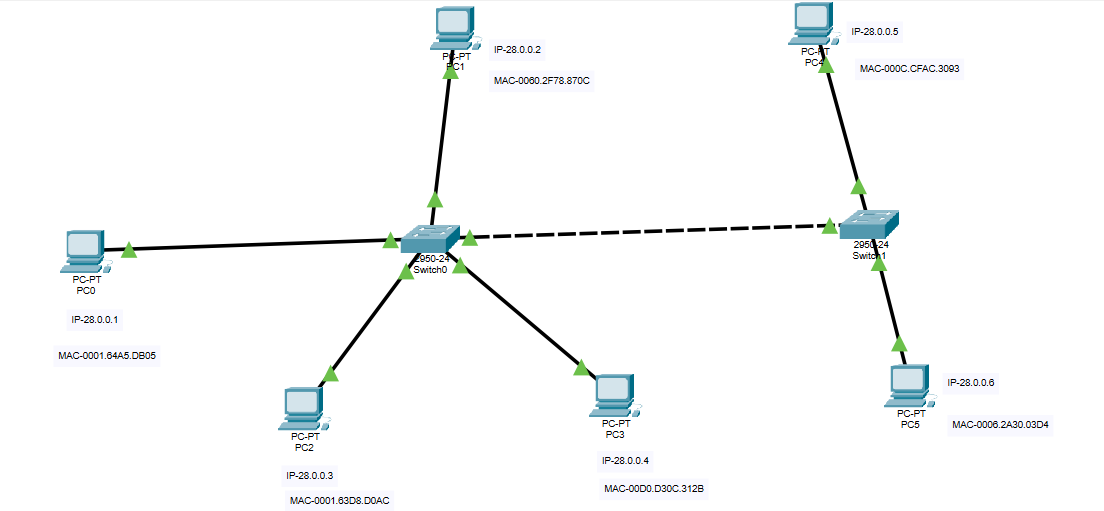 PC-PT
PC1
IP-28.0.0.2
MAC-0060.2F78.870C
PC-PT
PC4
IP-28.0.0.5
MAC-000C.CFAC.3093
2950-24
Switch0
2950-24
Switch1
PC-PT
PC0
IP-28.0.0.1
MAC-0001.64A5.DB05
PC-PT
PC2
IP-28.0.0.3
MAC-0001.63D8.D0AC
PC-PT
PC3
IP-28.0.0.4
MAC-00D0.D30C.312B
PC-PT
PC5
IP-28.0.0.6
MAC-0006.2A30.03D4